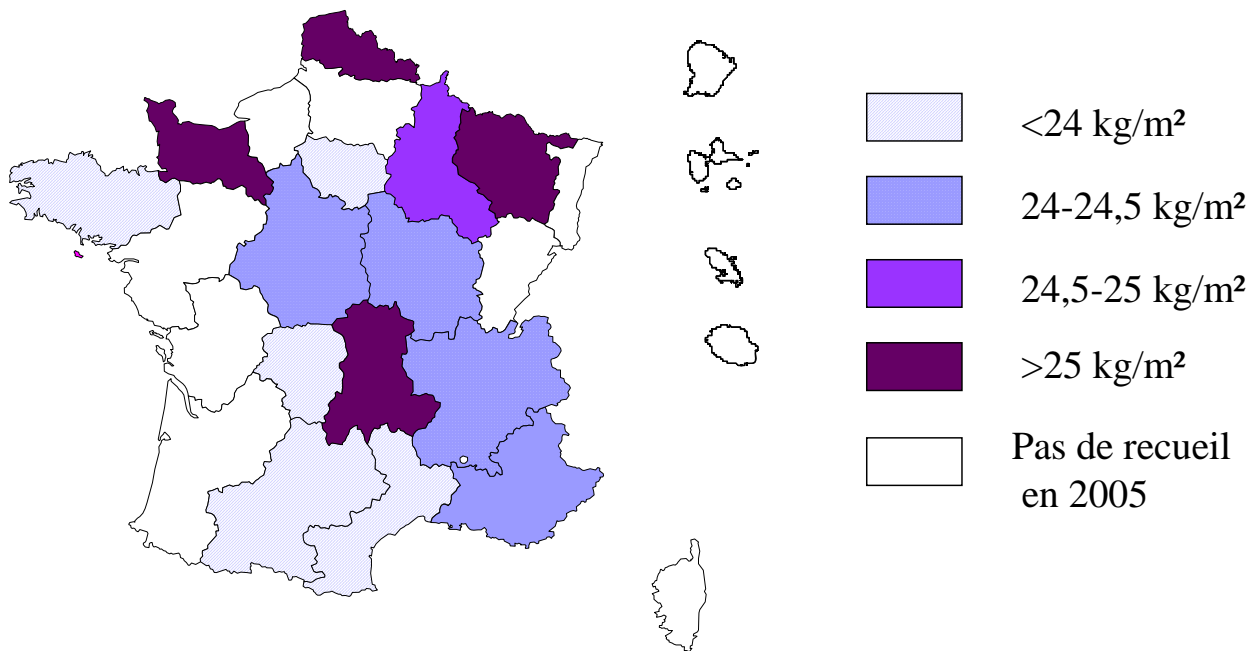 <24 kg/m²
24-24,5 kg/m²
24,5-25 kg/m²
>25 kg/m²
Pas de recueil
en 2005